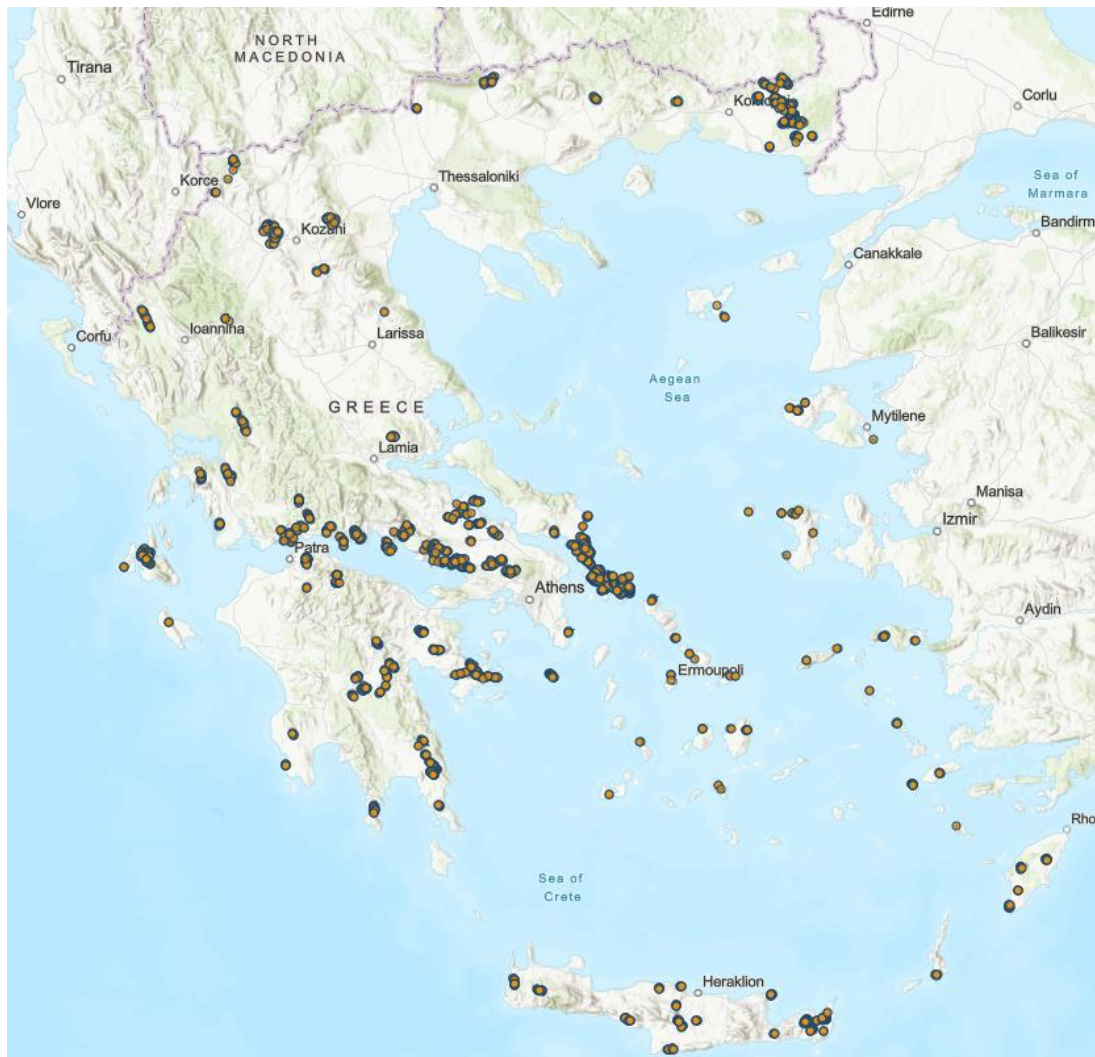 Edirne
NORTH
MACEDONIA
Tirana
Corlu
Thessaloniki
Korce
Sea of
Marmara
Vlore
Bandirm
Kozani
Canakkale
Ioannina
Corfu
Larissa
Balikesir
Aegean
Sea
GREECE
Mytilene
Lamia
Manisa
Izmir
Patra
Athens
Aydin
Ermoupoli
Rho
Sea of
Crete
Heraklion